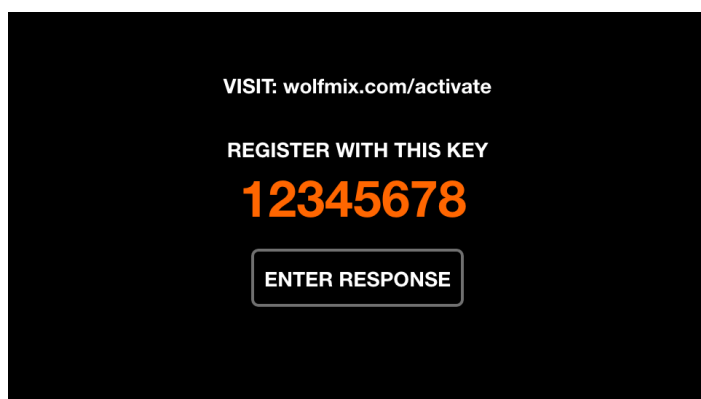 VISIT: wolfmix.com/activate
REGISTER WITH THIS KEY
12345678
ENTER RESPONSE